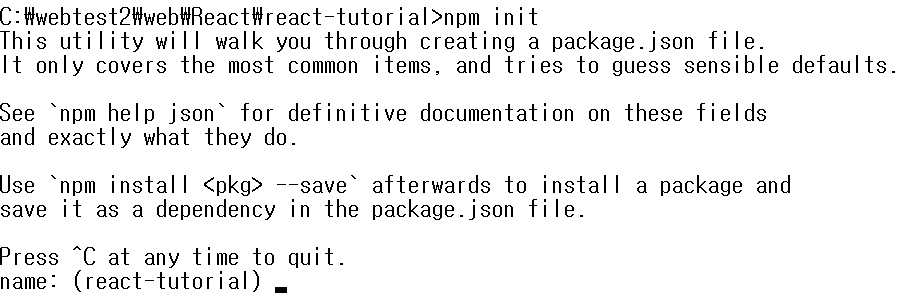 C:₩webtest2₩web₩React₩react-tutorial>npm init
This utility will walk you through creating a package.json file.
It only covers the most common items, and tries to guess sensible defaults.
See `npm help json` for definitive documentation on these fields
and exactly what they do.
Use `npm install <pkg> --save` afterwards to install a package and
save it as a dependency in the package.json file.
Press ^C at any time to quit.
name: (react-tutorial)